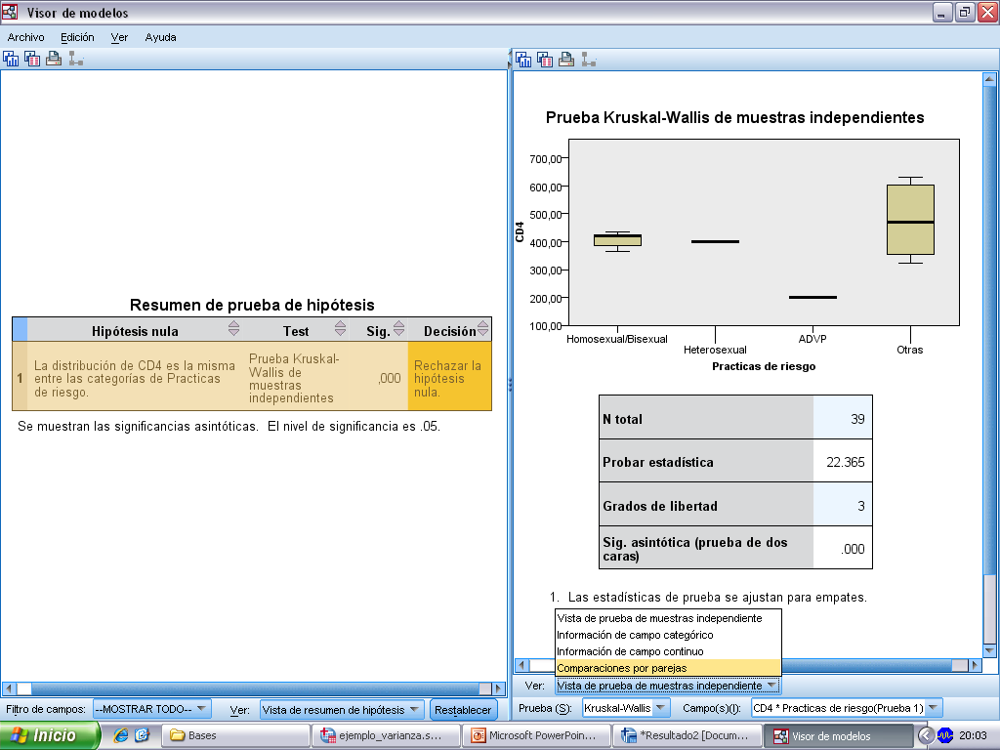 Visor de modelos
Archivo Edición Ver Ayuda
Resumen de prueba de hipótesis
Hipótesis nula Test Sig. Decisión
1 La distribución de CD4 es la misma entre las categorías de Practicas de riesgo. Prueba Kruskal-Wallis de muestras independientes ,000 Rechazar la hipótesis nula.
Se muestran las significancias asintóticas. El nivel de significancia es .05.
Filtro de campos: --MOSTRAR TODO-- Ver: Vista de resumen de hipótesis Restablecer
Prueba Kruskal-Wallis de muestras independientes
700,00
600,00
500,00
400,00
300,00
200,00
100,00
CD4
Homosexual/Bisexual Heterosexual ADVP Otras
Practicas de riesgo
N total 39
Probar estadística 22.365
Grados de libertad 3
Sig. asintótica (prueba de dos caras) .000
1. Las estadísticas de prueba se ajustan para empates.
Vista de prueba de muestras independiente
Información de campo categórico
Información de campo continuo
Comparaciones por parejas
Ver: Vista de prueba de muestras independiente
Prueba (S): Kruskal-Wallis Campo(s)(I): CD4 * Practicas de riesgo(Prueba 1)
Inicio Bases ejemplo_varianza.s... Microsoft PowerPoin... *Resultado2 [Docum... Visor de modelos 20:03